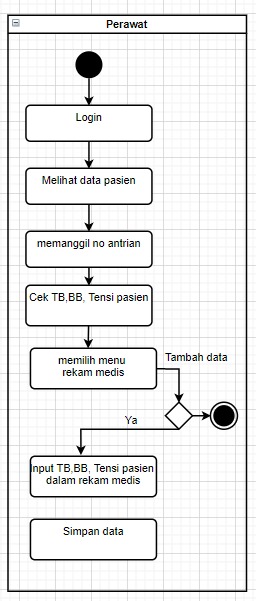 Perawat
Login
Melihat data pasien
memanggil no antrian
Cek TB,BB, Tensi pasien
memilih menu
rekam medis
Tambah data
Ya
Input TB,BB, Tensi pasien
dalam rekam medis
Simpan data